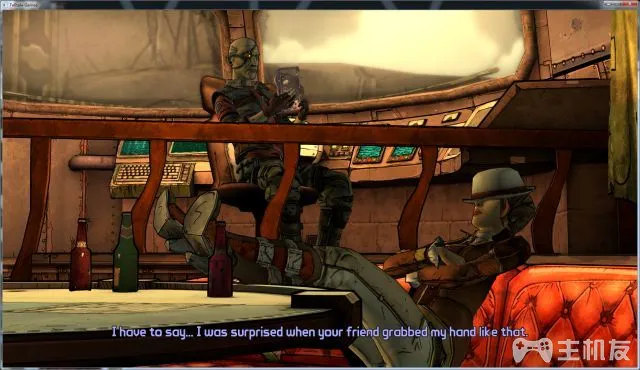 Telltale Games
I have to say... I was surprised when your friend grabbed my hand like that.
主机友